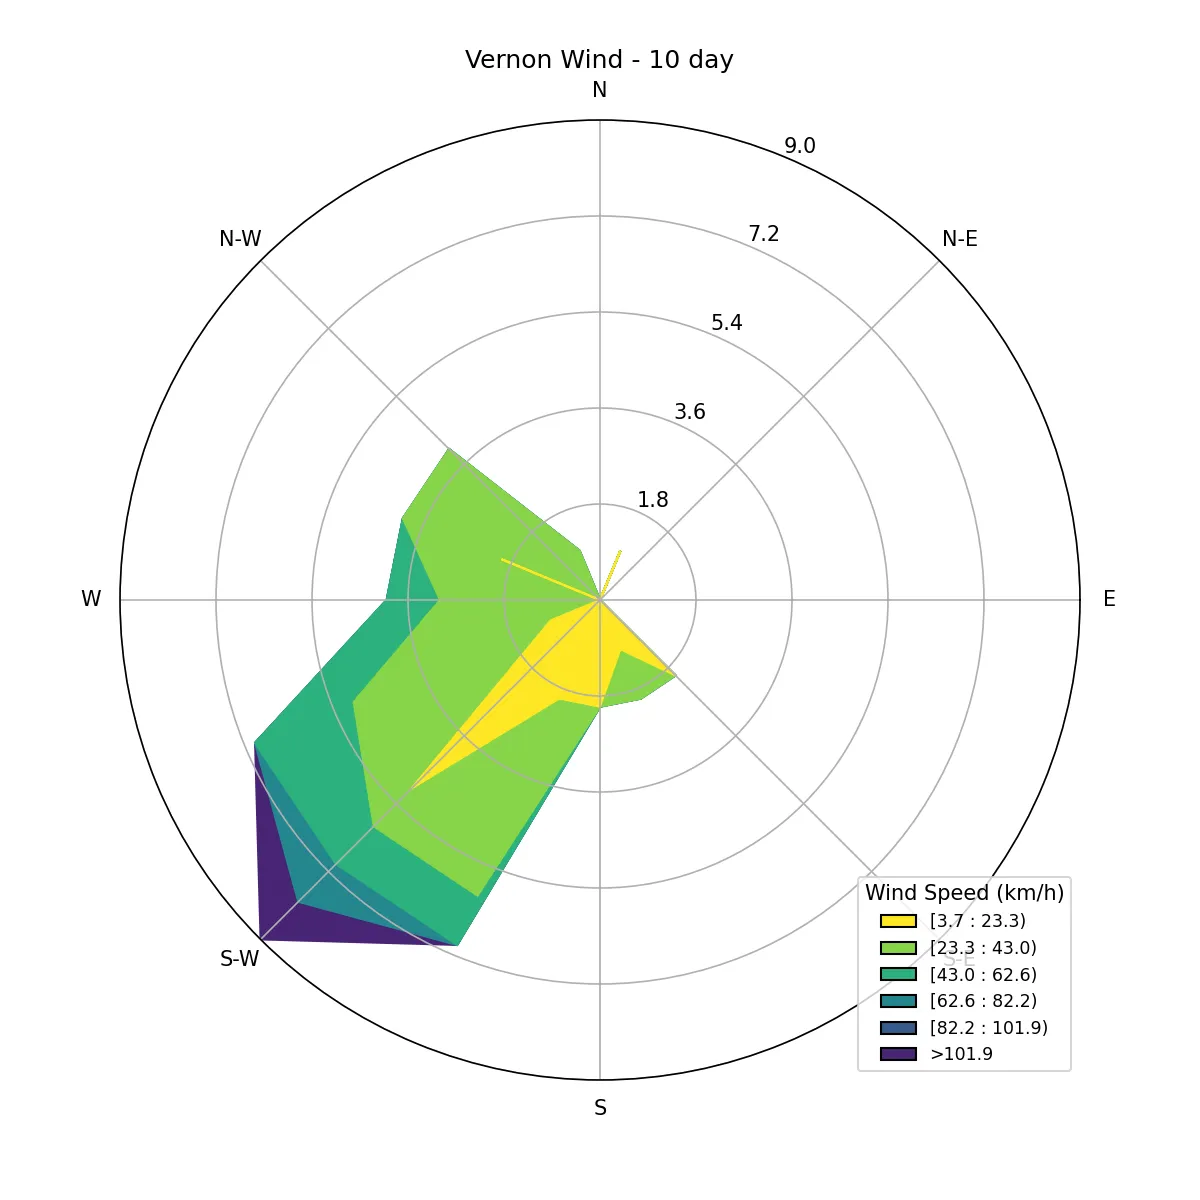 Vernon Wind - 10 day
N
9.0
N-W
N-E
7.2
5.4
3.6
1.8
W
E
Wind Speed (km/h)
[3.7 : 23.3)
[23.3 : 43.0)
S-W
S-E
[43.0 : 62.6)
[62.6 : 82.2)
[82.2 : 101.9)
>101.9
S